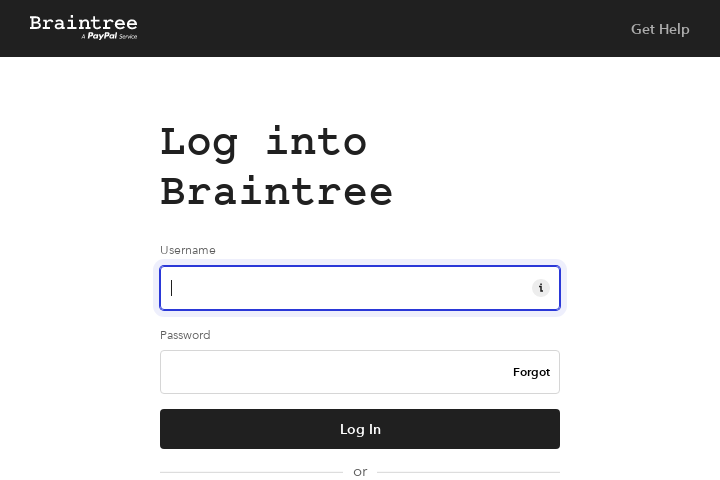 Braintree
A PayPal Service
Get Help
Log into
Braintree
Username
i
Password
Forgot
Log In
or